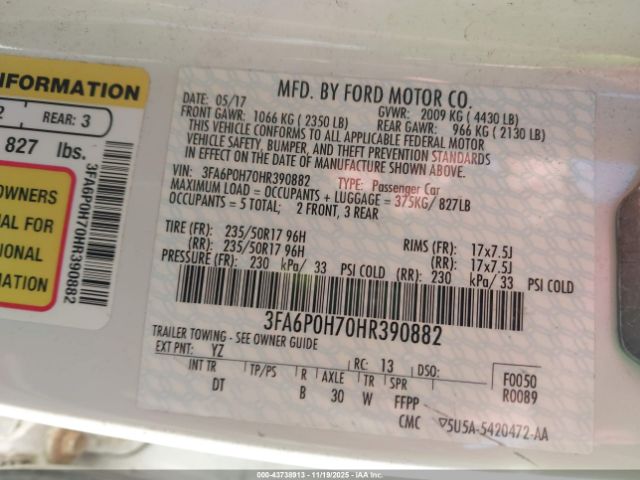 INFORMATION
2
REAR: 3
827 lbs.
OWNERS
AL FOR
IONAL
MATION
3FA6P0H70HR390882
MFD. BY FORD MOTOR CO.
DATE: 05/17 GVWR: 2009 KG ( 4430 LB)
FRONT GAWR: 1066 KG ( 2350 LB) REAR GAWR: 966 KG ( 2130 LB)
THIS VEHICLE CONFORMS TO ALL APPLICABLE FEDERAL MOTOR
VEHICLE SAFETY, BUMPER, AND THEFT PREVENTION STANDARDS
IN EFFECT ON THE DATE OF MANUFACTURE SHOWN ABOVE.
VIN: 3FA6P0H70HR390882 TYPE: Passenger Car
MAXIMUM LOAD = OCCUPANTS + LUGGAGE = 375KG/ 827LB
OCCUPANTS = 5 TOTAL; 2 FRONT, 3 REAR
TIRE (FR): 235/50R17 96H RIMS (FR): 17x7.5J
(RR): 235/50R17 96H (RR): 17x7.5J
PRESSURE (FR): 230 kPa/ 33 PSI COLD (RR): 230 kPa/ 33 PSI COLD
3FA6P0H70HR390882
TRAILER TOWING - SEE OWNER GUIDE
EXT PNT: YZ RC: 13 DSO: F0050
INT TR TP/PS R AXLE TR SPR R0089
DT B 30 W FFPP
CMC ▽5U5A-5420472-AA
000-43738913 - 11/19/2025 - IAAI.com